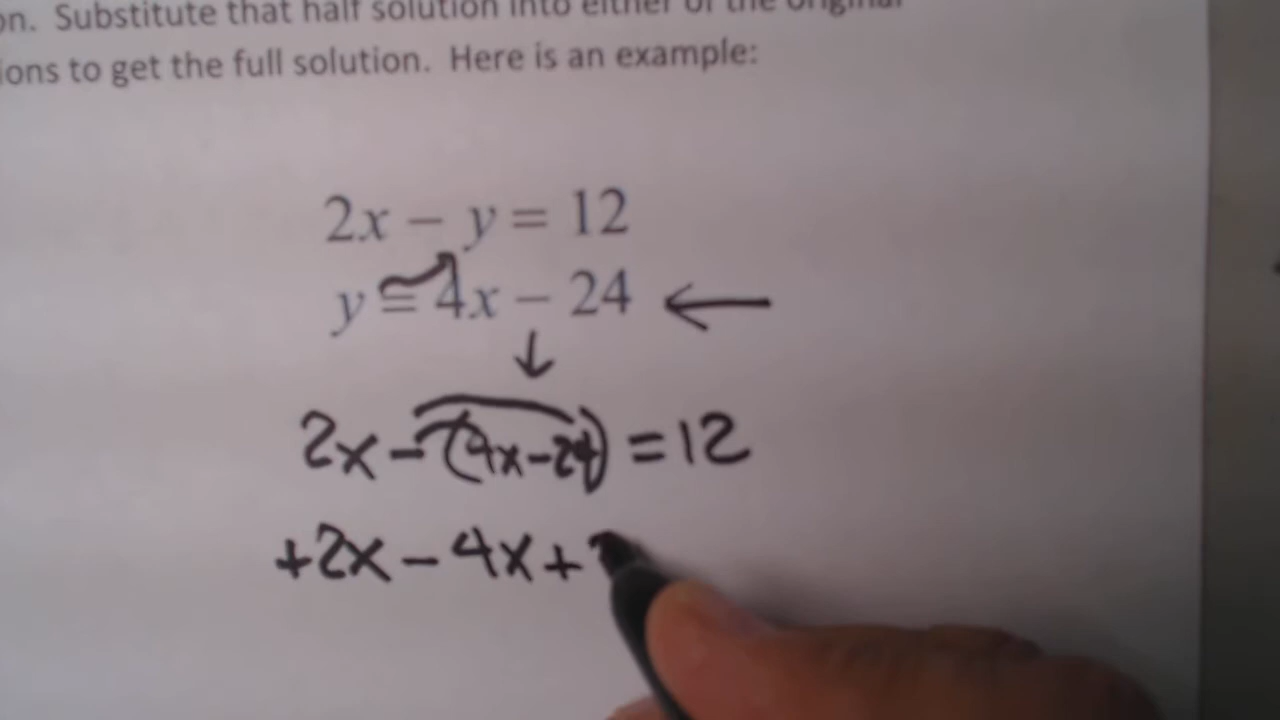 on. Substitute that half solution into either of the original
ions to get the full solution. Here is an example:
2x − y = 12
y = 4x − 24
2x-(4x-24) = 12
+2x - 4x +